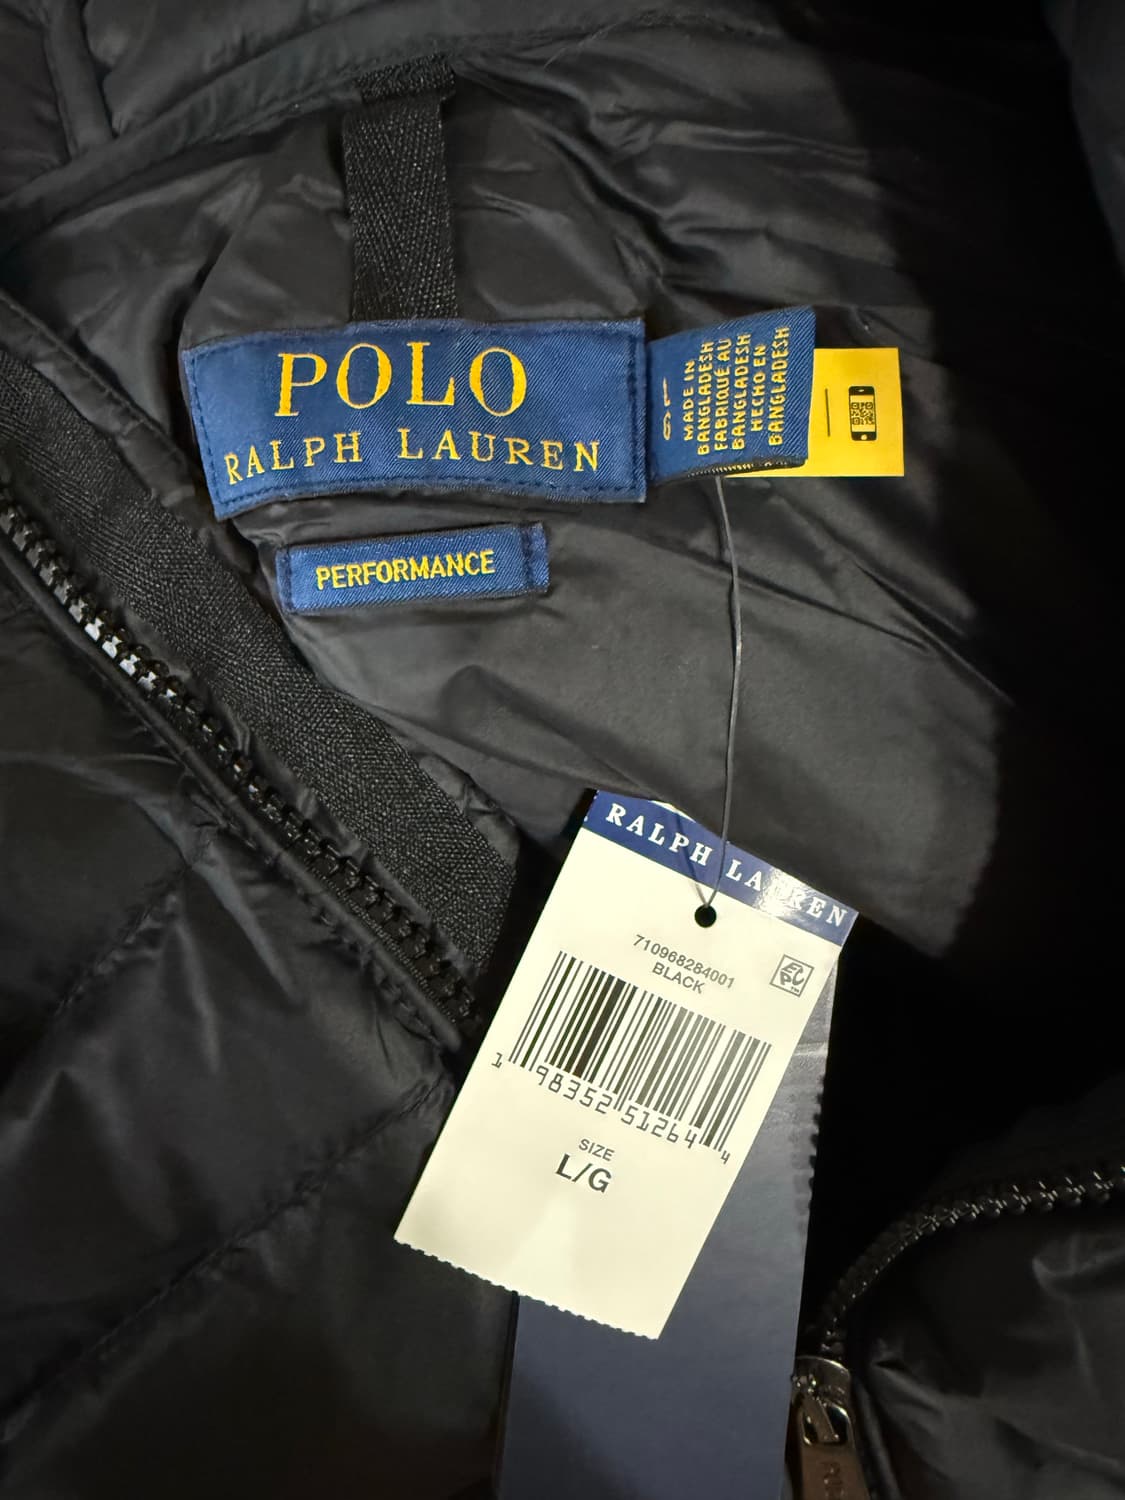 POLO
RALPH LAUREN
L
G
MADE IN
BANGLADESH
FABRIQUÉ AU
BANGLADESH
HECHO EN
BANGLADESH
PERFORMANCE
RALPH LAUREN
710968284001
BLACK
1 98352 51264 4
SIZE
L/G